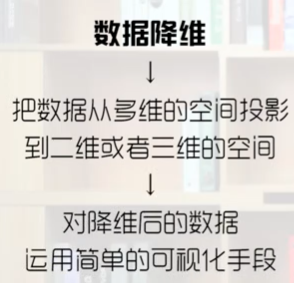 数据降维
↓
把数据从多维的空间投影
到二维或者三维的空间
↓
对降维后的数据
运用简单的可视化手段